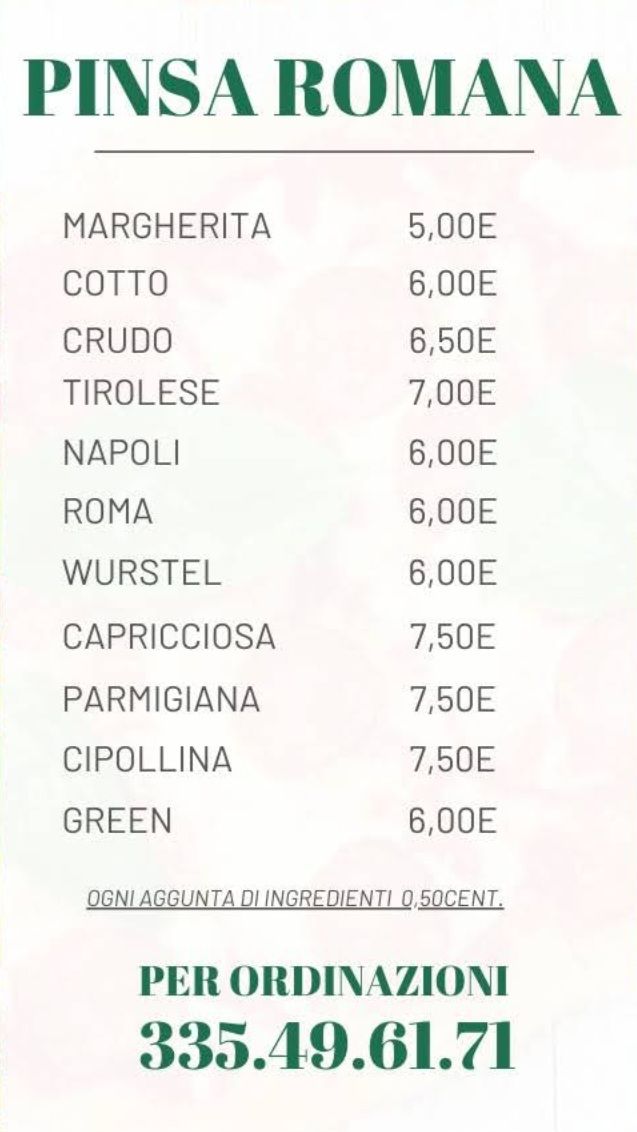 PINSA ROMANA
MARGHERITA 5,00E
COTTO 6,00E
CRUDO 6,50E
TIROLESE 7,00E
NAPOLI 6,00E
ROMA 6,00E
WURSTEL 6,00E
CAPRICCIOSA 7,50E
PARMIGIANA 7,50E
CIPOLLINA 7,50E
GREEN 6,00E
OGNI AGGUNTA DI INGREDIENTI 0,50CENT.
PER ORDINAZIONI
335.49.61.71